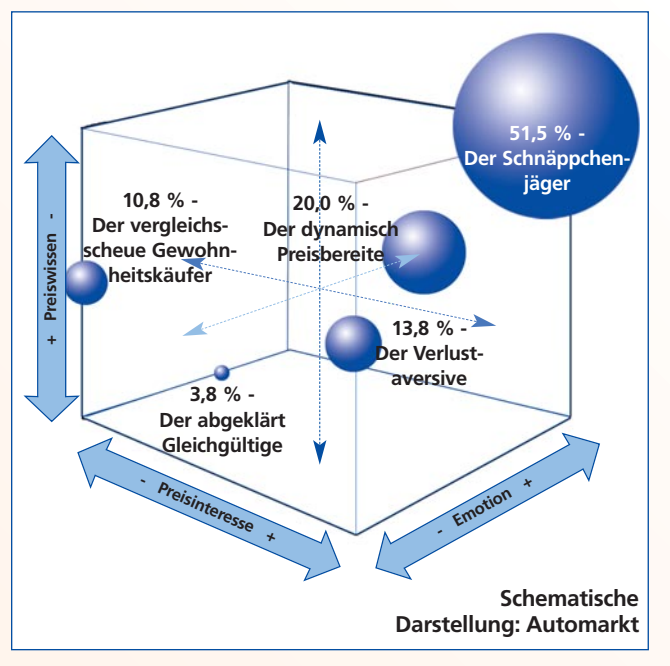 51,5 % -
Der Schnäppchen-
jäger
10,8 % -
Der vergleichs-
scheue Gewohn-
heitskäufer
20,0 % -
Der dynamisch
Preisbereite
+ Preiswissen -
13,8 % -
Der Verlust-
aversive
3,8 % -
Der abgeklärt
Gleichgültige
- Preisinteresse +
- Emotion +
Schematische
Darstellung: Automarkt